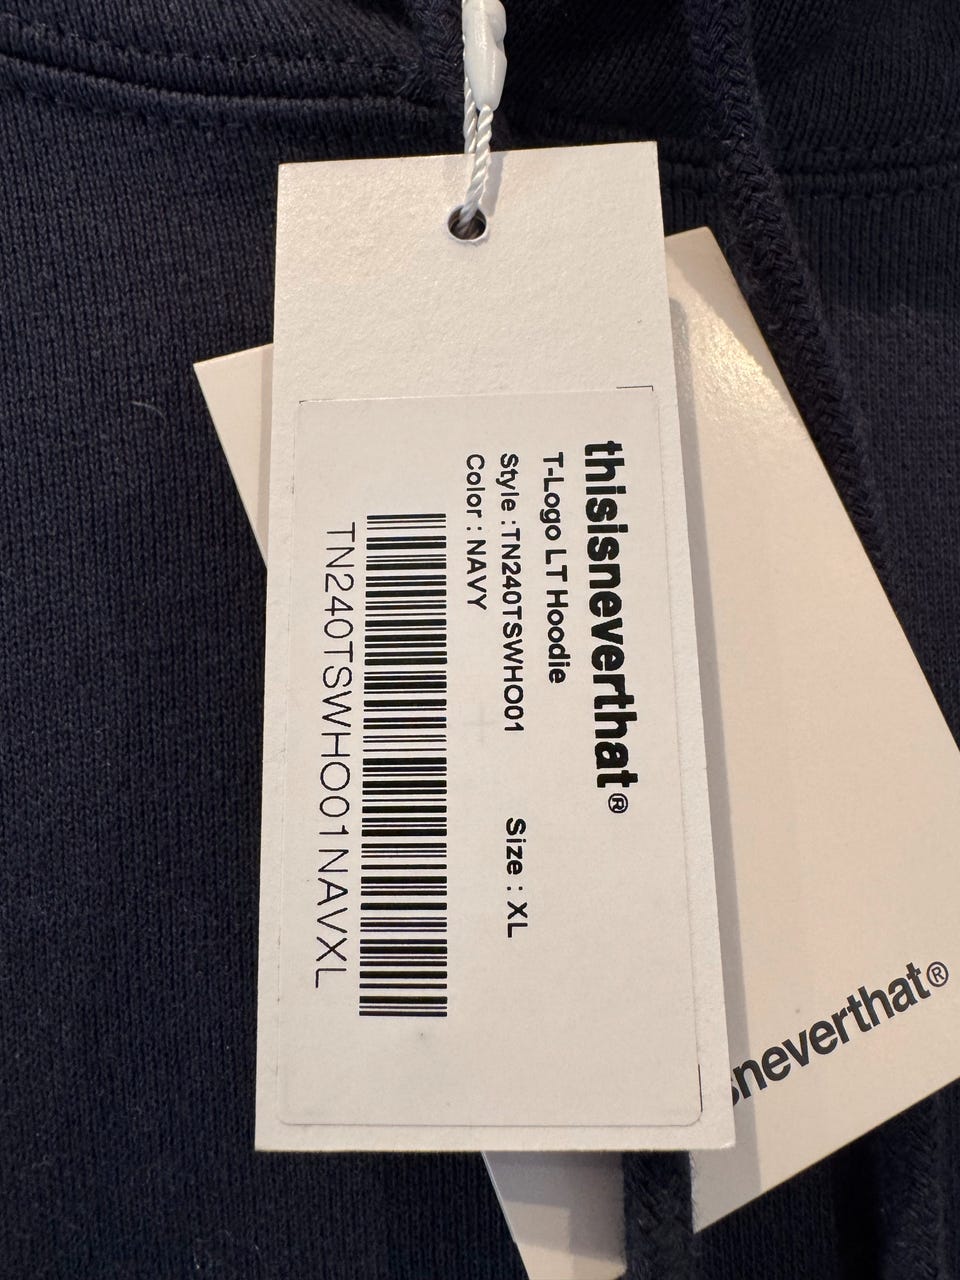 thisisneverthat®
T-Logo LT Hoodie
Style : TN240TSWHO01 Size : XL
Color : NAVY
TN240TSWHO01NAVXL
sneverthat®